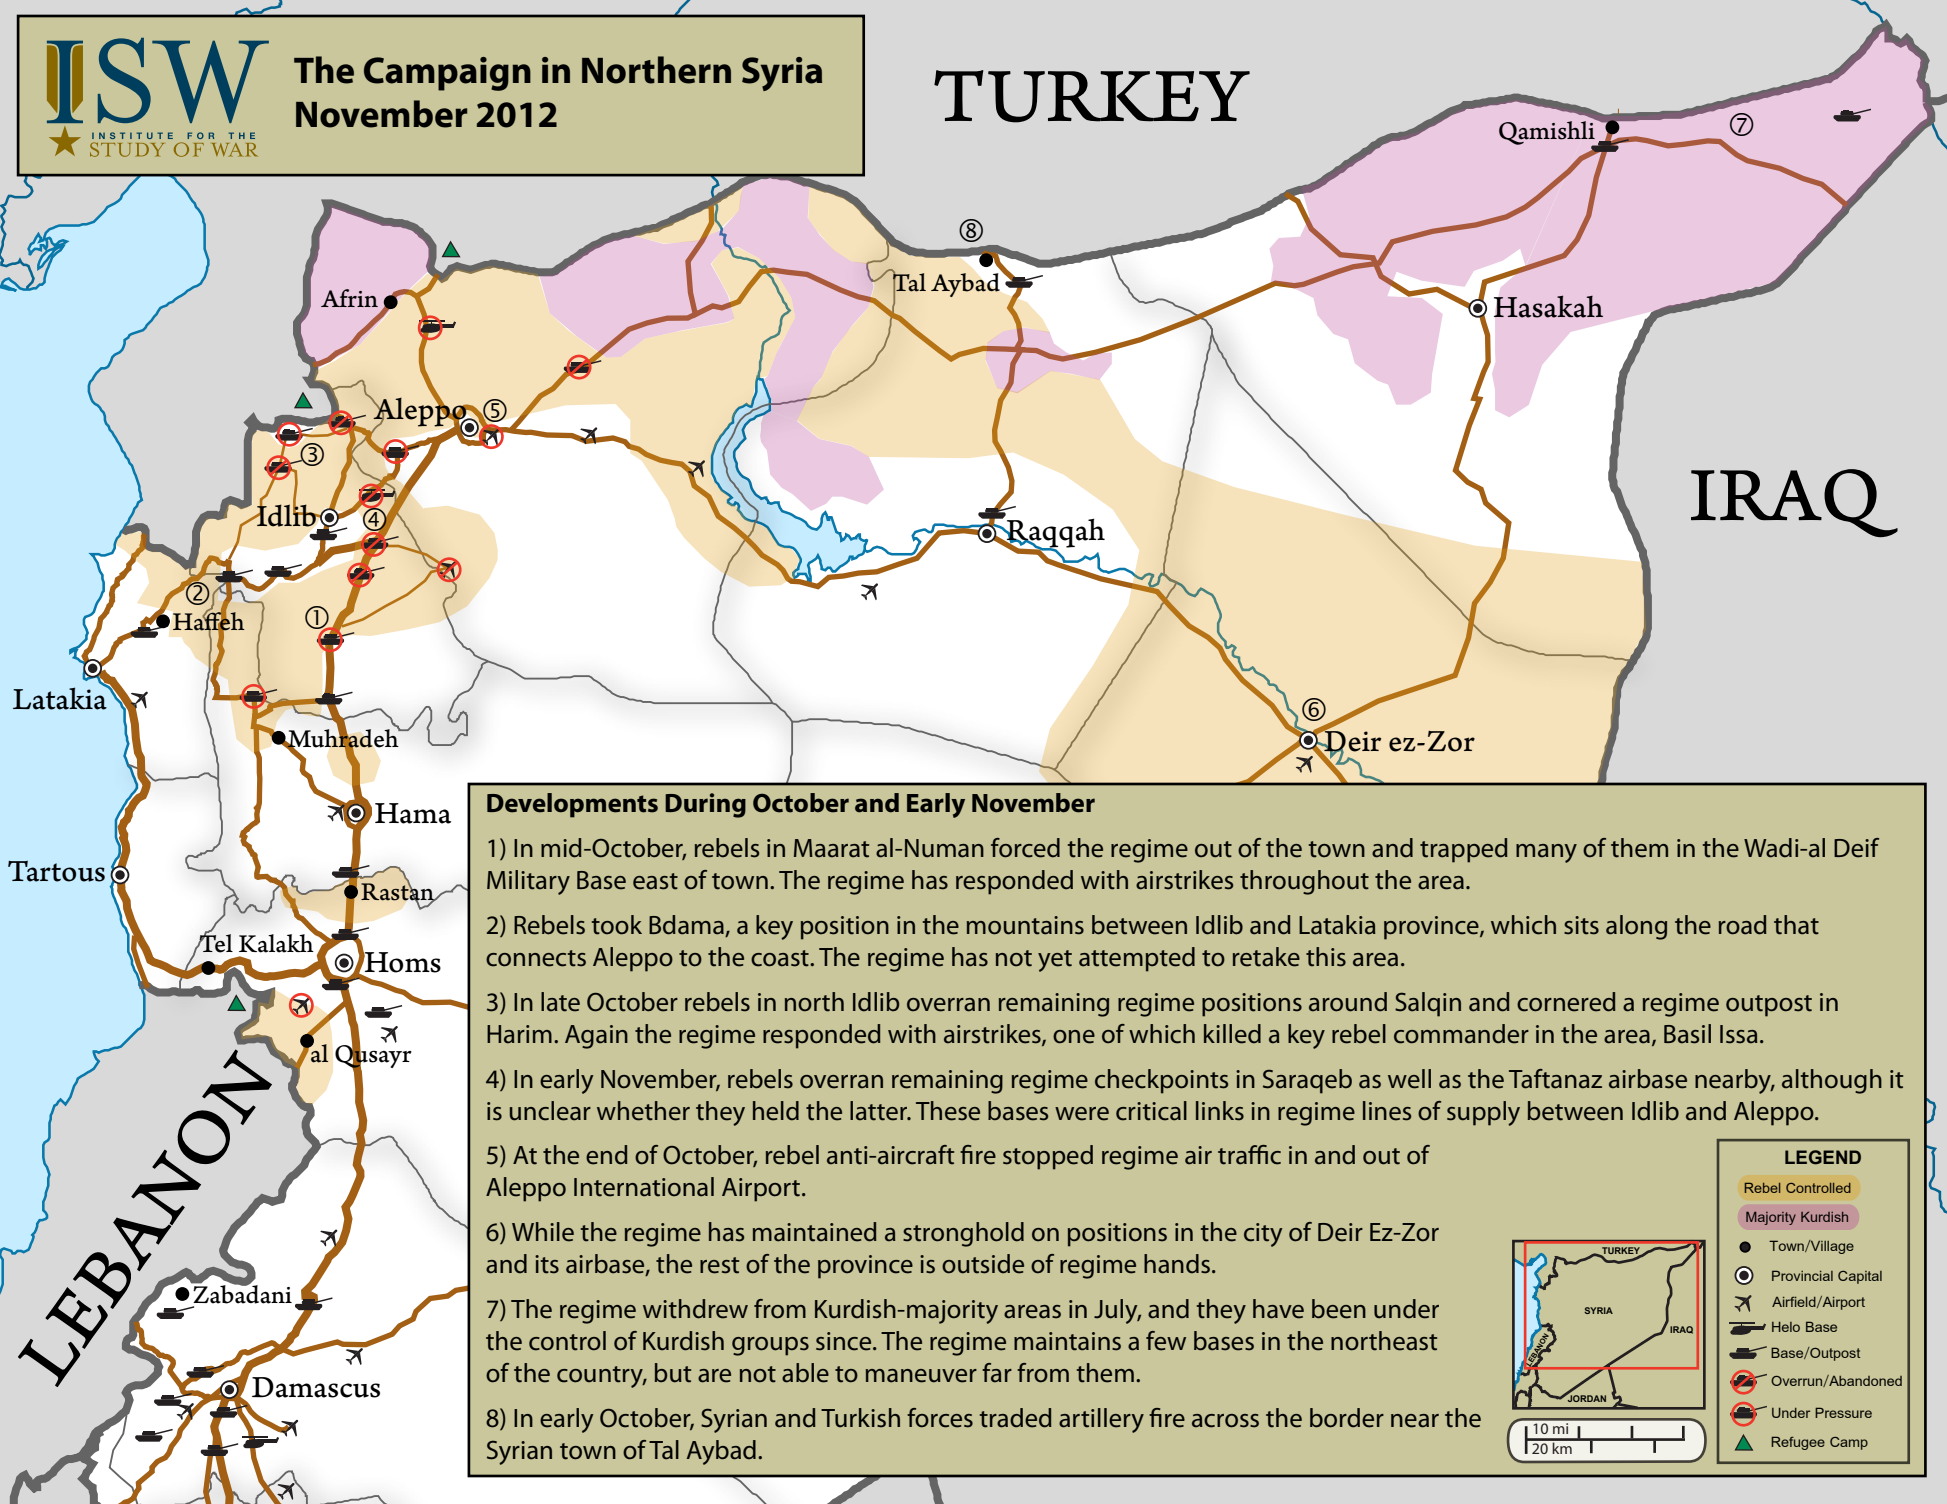 ISW
INSTITUTE FOR THE
STUDY OF WAR
The Campaign in Northern Syria
November 2012
TURKEY
Qamishli
⑦
⑧
Tal Aybad
Afrin
Hasakah
Aleppo
⑤
③
IRAQ
Idlib
④
Raqqah
②
①
Haffeh
Latakia
⑥
Deir ez-Zor
Muhradeh
Hama
Tartous
Rastan
Tel Kalakh
Homs
al Qusayr
LEBANON
Zabadani
Damascus
Developments During October and Early November
1) In mid-October, rebels in Maarat al-Numan forced the regime out of the town and trapped many of them in the Wadi-al Deif
Military Base east of town. The regime has responded with airstrikes throughout the area.
2) Rebels took Bdama, a key position in the mountains between Idlib and Latakia province, which sits along the road that
connects Aleppo to the coast. The regime has not yet attempted to retake this area.
3) In late October rebels in north Idlib overran remaining regime positions around Salqin and cornered a regime outpost in
Harim. Again the regime responded with airstrikes, one of which killed a key rebel commander in the area, Basil Issa.
4) In early November, rebels overran remaining regime checkpoints in Saraqeb as well as the Taftanaz airbase nearby, although it
is unclear whether they held the latter. These bases were critical links in regime lines of supply between Idlib and Aleppo.
5) At the end of October, rebel anti-aircraft fire stopped regime air traffic in and out of
Aleppo International Airport.
6) While the regime has maintained a stronghold on positions in the city of Deir Ez-Zor
and its airbase, the rest of the province is outside of regime hands.
7) The regime withdrew from Kurdish-majority areas in July, and they have been under
the control of Kurdish groups since. The regime maintains a few bases in the northeast
of the country, but are not able to maneuver far from them.
8) In early October, Syrian and Turkish forces traded artillery fire across the border near the
Syrian town of Tal Aybad.
TURKEY
SYRIA
IRAQ
LEBANON
JORDAN
10 mi
20 km
LEGEND
Rebel Controlled
Majority Kurdish
Town/Village
Provincial Capital
Airfield/Airport
Helo Base
Base/Outpost
Overrun/Abandoned
Under Pressure
Refugee Camp